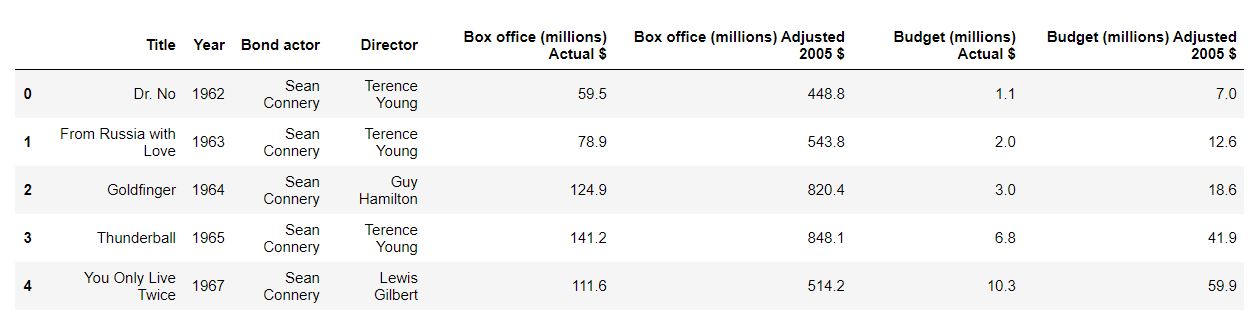 Title Year Bond actor Director Box office (millions) Actual $ Box office (millions) Adjusted 2005 $ Budget (millions) Actual $ Budget (millions) Adjusted 2005 $
0 Dr. No 1962 Sean Connery Terence Young 59.5 448.8 1.1 7.0
1 From Russia with Love 1963 Sean Connery Terence Young 78.9 543.8 2.0 12.6
2 Goldfinger 1964 Sean Connery Guy Hamilton 124.9 820.4 3.0 18.6
3 Thunderball 1965 Sean Connery Terence Young 141.2 848.1 6.8 41.9
4 You Only Live Twice 1967 Sean Connery Lewis Gilbert 111.6 514.2 10.3 59.9